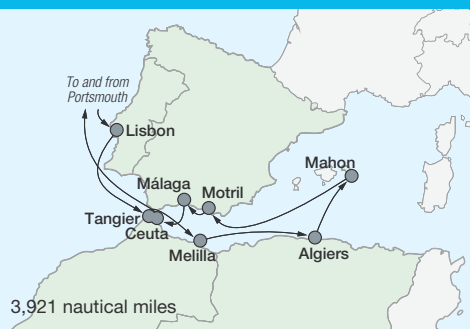 To and from
Portsmouth
Lisbon
Mahon
Málaga
Motril
Tangier
Ceuta
Melilla
Algiers
3,921 nautical miles